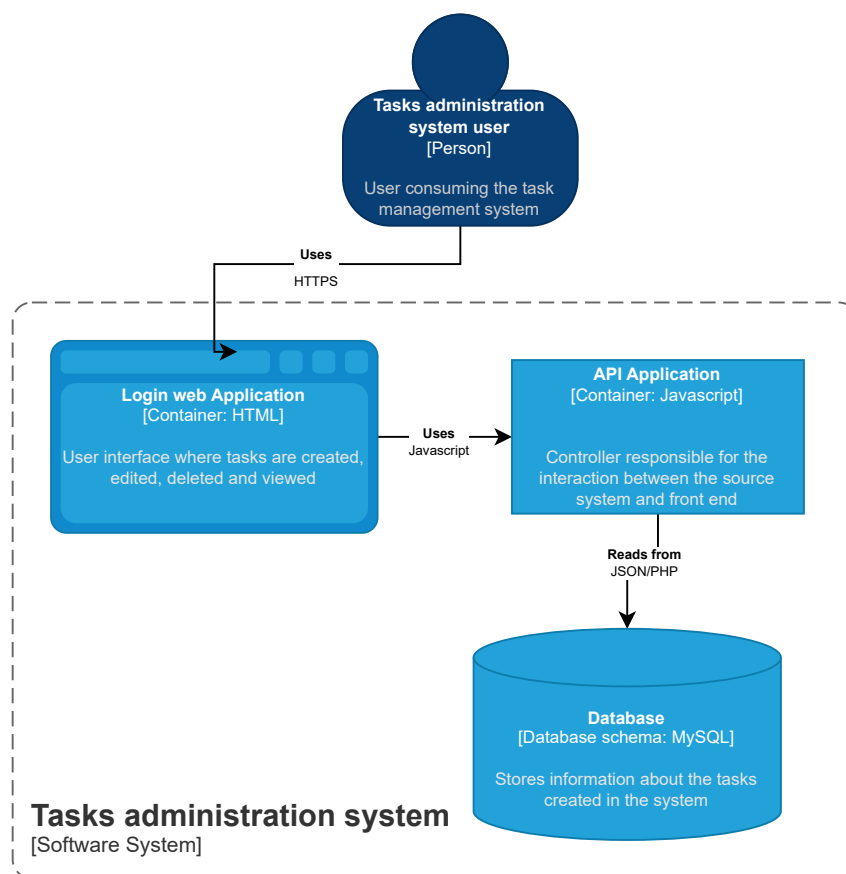 Tasks administration
system user
[Person]
User consuming the task
management system
Uses
HTTPS
Login web Application
[Container: HTML]
User interface where tasks are created,
edited, deleted and viewed
Uses
Javascript
API Application
[Container: Javascript]
Controller responsible for the
interaction between the source
system and front end
Reads from
JSON/PHP
Database
[Database schema: MySQL]
Stores information about the tasks
created in the system
Tasks administration system
[Software System]